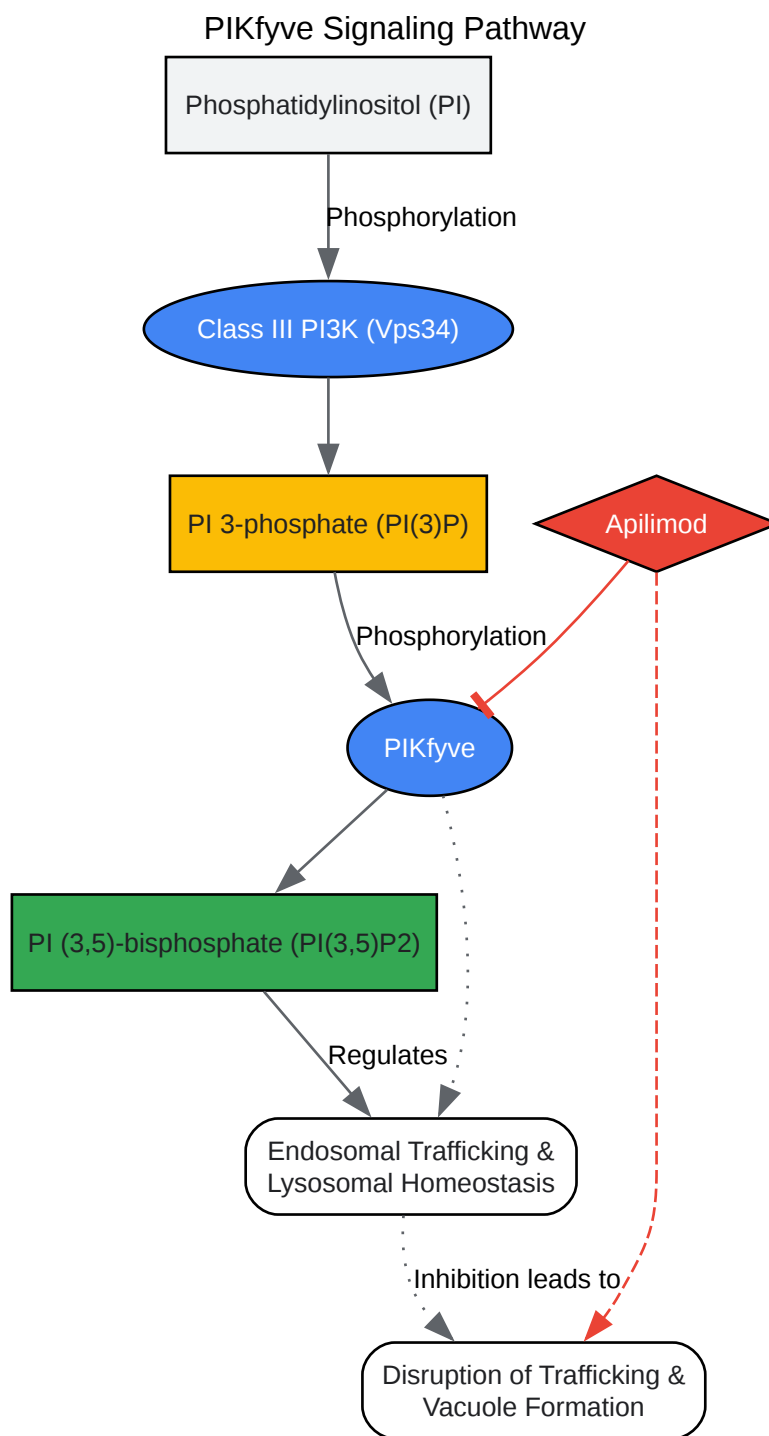 PIKfyve Signaling Pathway
Phosphatidylinositol (PI)
Phosphorylation
Class III PI3K (Vps34)
PI 3-phosphate (PI(3)P)
Apilimod
Phosphorylation
PIKfyve
PI (3,5)-bisphosphate (PI(3,5)P2)
Regulates
Endosomal Trafficking &
Lysosomal Homeostasis
Inhibition leads to
Disruption of Trafficking &
Vacuole Formation